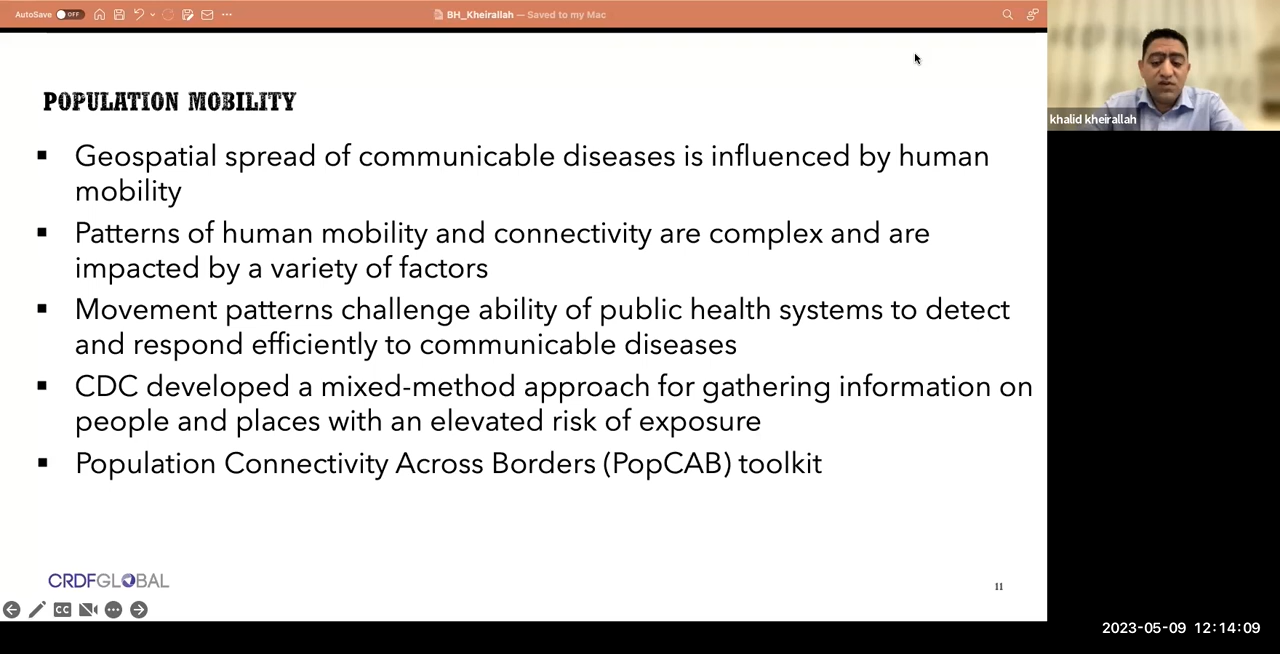 AutoSave OFF
BH_Kheirallah — Saved to my Mac
khalid kheirallah
POPULATION MOBILITY
▪ Geospatial spread of communicable diseases is influenced by human
mobility
▪ Patterns of human mobility and connectivity are complex and are
impacted by a variety of factors
▪ Movement patterns challenge ability of public health systems to detect
and respond efficiently to communicable diseases
▪ CDC developed a mixed-method approach for gathering information on
people and places with an elevated risk of exposure
▪ Population Connectivity Across Borders (PopCAB) toolkit
CRDFGLOBAL
11
CC
2023-05-09 12:14:09